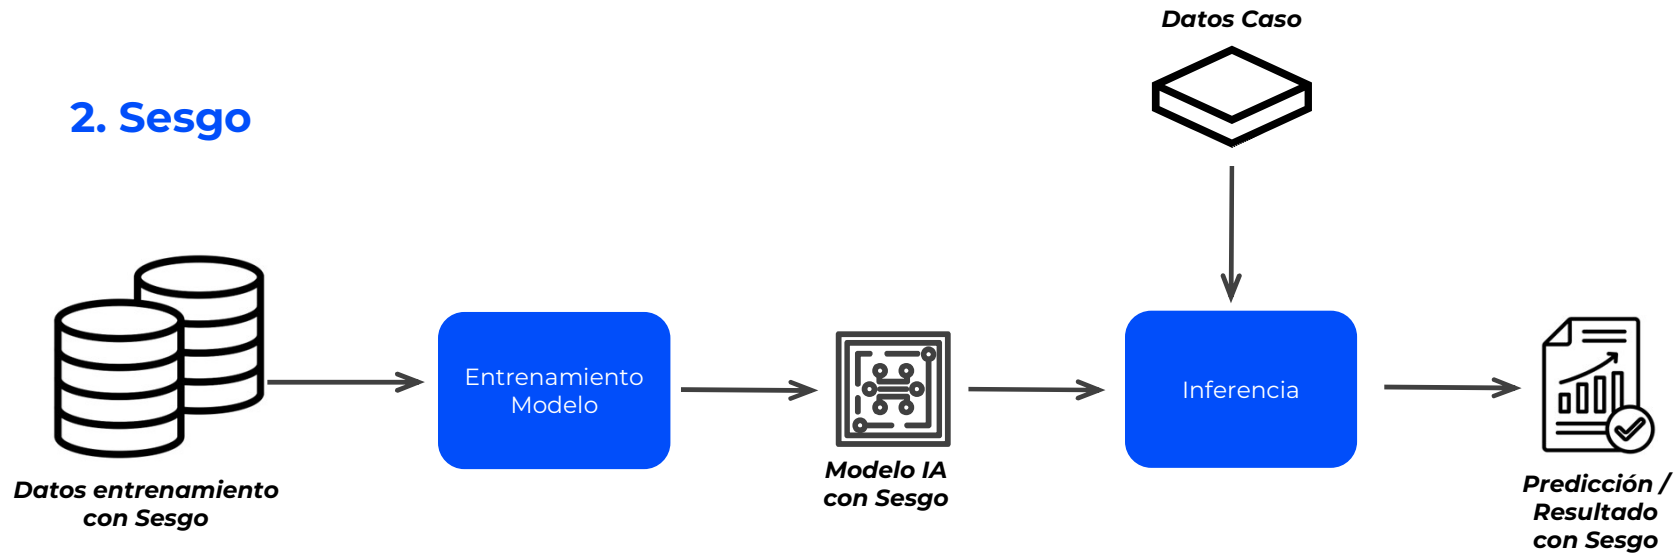 Datos Caso
2. Sesgo
Entrenamiento
Modelo
Inferencia
Datos entrenamiento
con Sesgo
Modelo IA
con Sesgo
Predicción /
Resultado
con Sesgo